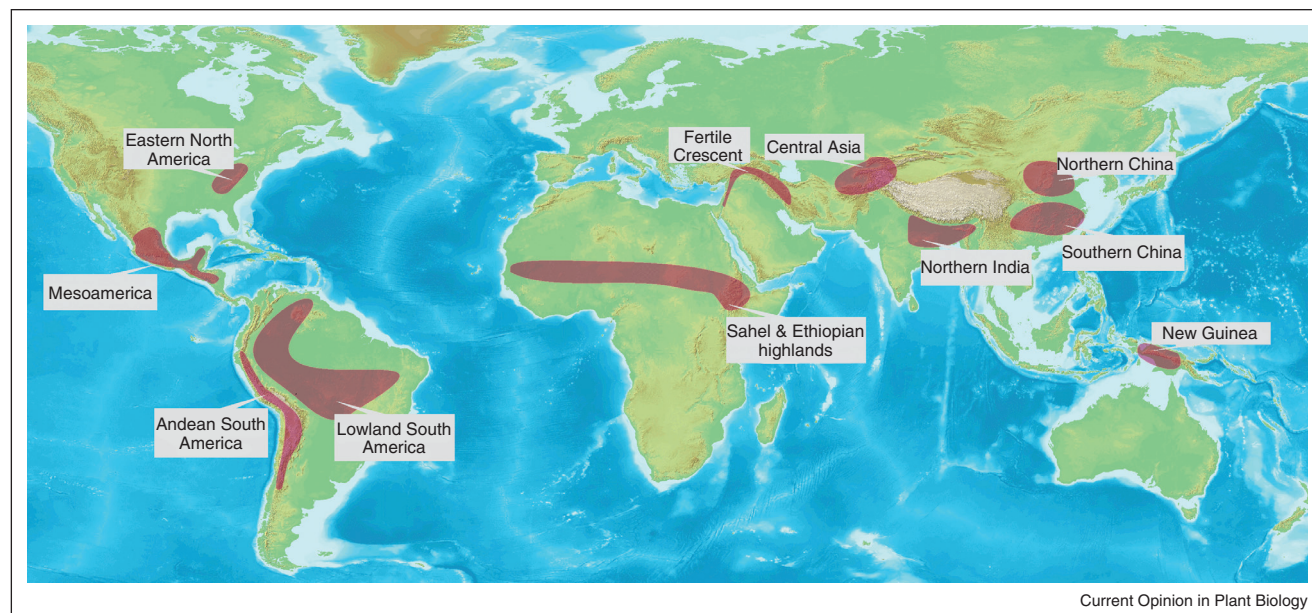 Eastern North
America
Fertile
Crescent
Central Asia
Northern China
Mesoamerica
Northern India
Southern China
Sahel & Ethiopian
highlands
New Guinea
Andean South
America
Lowland South
America
Current Opinion in Plant Biology